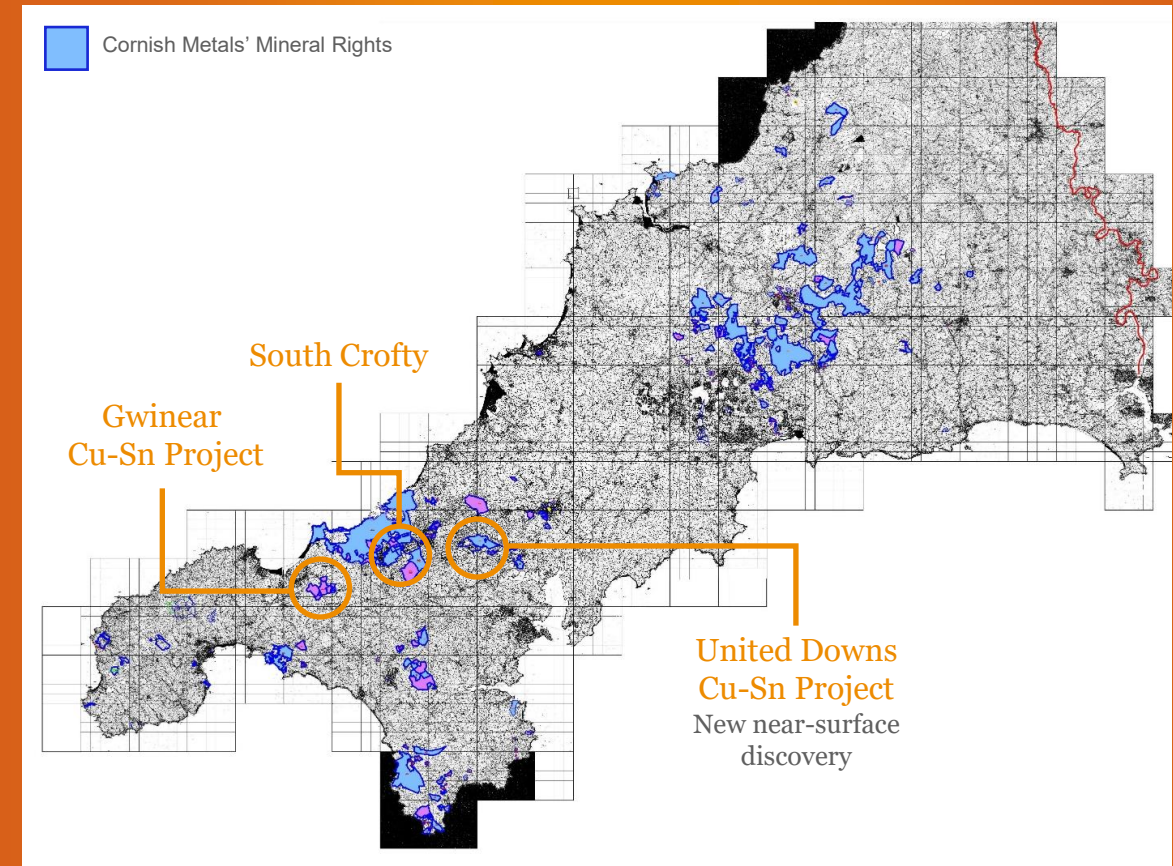 Cornish Metals' Mineral Rights
South Crofty
Gwinear
Cu-Sn Project
United Downs
Cu-Sn Project
New near-surface
discovery